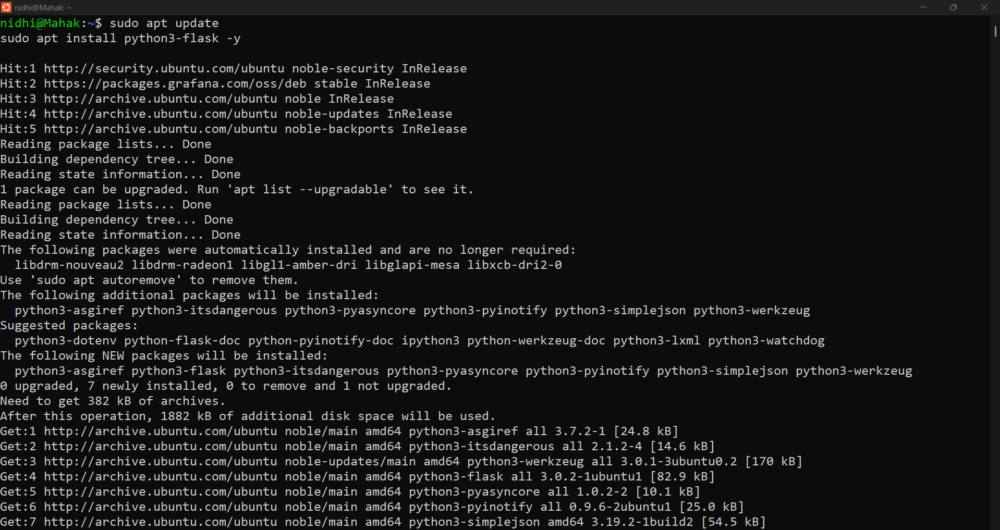 nidhi@Mahak: ~
nidhi@Mahak:~$ sudo apt update
sudo apt install python3-flask -y
Hit:1 http://security.ubuntu.com/ubuntu noble-security InRelease
Hit:2 https://packages.grafana.com/oss/deb stable InRelease
Hit:3 http://archive.ubuntu.com/ubuntu noble InRelease
Hit:4 http://archive.ubuntu.com/ubuntu noble-updates InRelease
Hit:5 http://archive.ubuntu.com/ubuntu noble-backports InRelease
Reading package lists... Done
Building dependency tree... Done
Reading state information... Done
1 package can be upgraded. Run 'apt list --upgradable' to see it.
Reading package lists... Done
Building dependency tree... Done
Reading state information... Done
The following packages were automatically installed and are no longer required:
  libdrm-nouveau2 libdrm-radeon1 libgl1-amber-dri libglapi-mesa libxcb-dri2-0
Use 'sudo apt autoremove' to remove them.
The following additional packages will be installed:
  python3-asgiref python3-itsdangerous python3-pyasyncore python3-pyinotify python3-simplejson python3-werkzeug
Suggested packages:
  python3-dotenv python-flask-doc python-pyinotify-doc ipython3 python-werkzeug-doc python3-lxml python3-watchdog
The following NEW packages will be installed:
  python3-asgiref python3-flask python3-itsdangerous python3-pyasyncore python3-pyinotify python3-simplejson python3-werkzeug
0 upgraded, 7 newly installed, 0 to remove and 1 not upgraded.
Need to get 382 kB of archives.
After this operation, 1882 kB of additional disk space will be used.
Get:1 http://archive.ubuntu.com/ubuntu noble/main amd64 python3-asgiref all 3.7.2-1 [24.8 kB]
Get:2 http://archive.ubuntu.com/ubuntu noble/main amd64 python3-itsdangerous all 2.1.2-4 [14.6 kB]
Get:3 http://archive.ubuntu.com/ubuntu noble-updates/main amd64 python3-werkzeug all 3.0.1-3ubuntu0.2 [170 kB]
Get:4 http://archive.ubuntu.com/ubuntu noble/main amd64 python3-flask all 3.0.2-1ubuntu1 [82.9 kB]
Get:5 http://archive.ubuntu.com/ubuntu noble/main amd64 python3-pyasyncore all 1.0.2-2 [10.1 kB]
Get:6 http://archive.ubuntu.com/ubuntu noble/main amd64 python3-pyinotify all 0.9.6-2ubuntu1 [25.0 kB]
Get:7 http://archive.ubuntu.com/ubuntu noble/main amd64 python3-simplejson amd64 3.19.2-1build2 [54.5 kB]